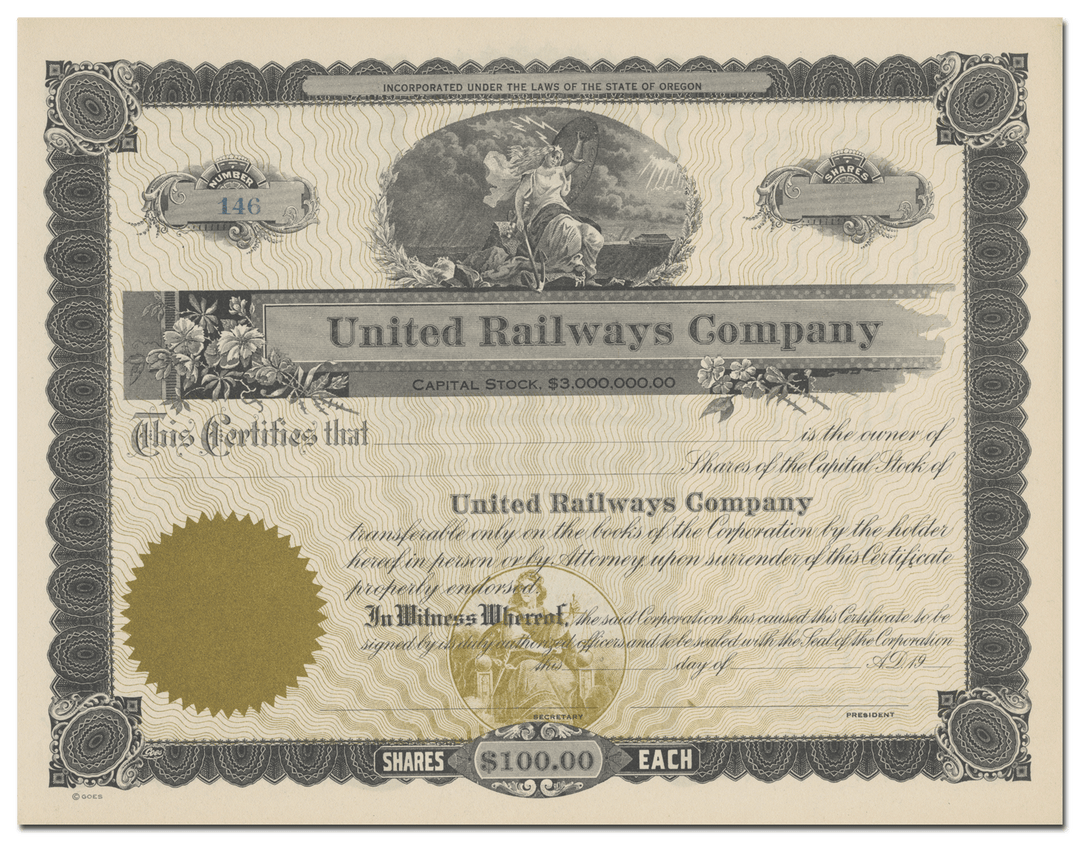 INCORPORATED UNDER THE LAWS OF THE STATE OF OREGON
NUMBER
146
SHARES
United Railways Company
CAPITAL STOCK. $3.000,000.00
This Certifies that is the owner of
Shares of the Capital Stock of
United Railways Company
transferable only on the books of the Corporation by the holder
hereof, in person or by Attorney, upon surrender of this Certificate
properly endorsed.
In Witness Whereof, the said Corporation has caused this Certificate to be
signed by its duly authorized officers and to be sealed with the Seal of the Corporation
this day of A.D. 19
SECRETARY PRESIDENT
Goes
SHARES $100.00 EACH
© GOES